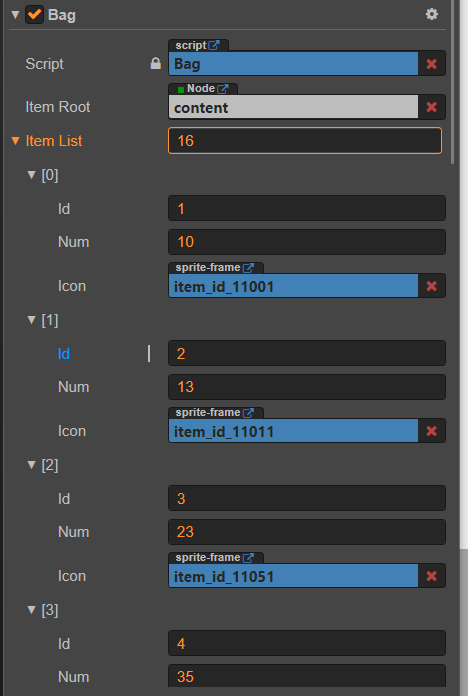 Bag
script
Script Bag
Node
Item Root content
Item List 16
[0]
Id 1
Num 10
sprite-frame
Icon item_id_11001
[1]
Id 2
Num 13
sprite-frame
Icon item_id_11011
[2]
Id 3
Num 23
sprite-frame
Icon item_id_11051
[3]
Id 4
Num 35